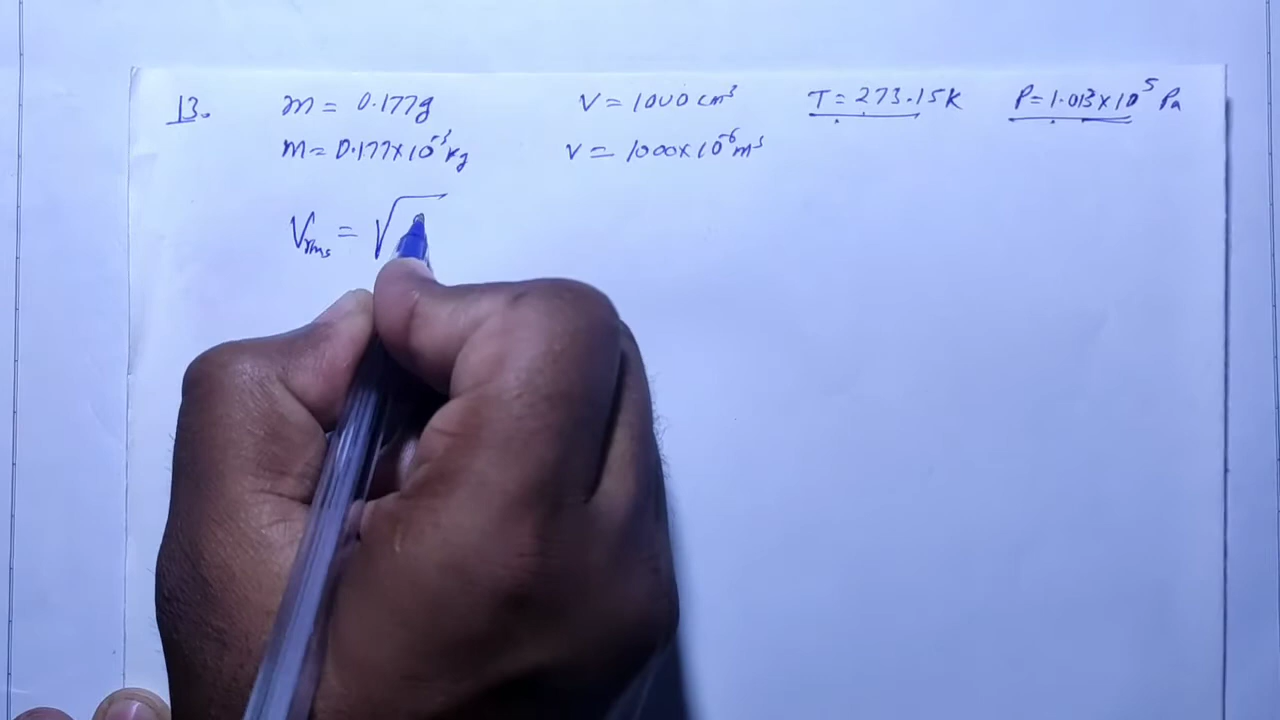 13. m = 0.177g V = 1000 cm³ T = 273.15K P = 1.013×10⁵ Pa
m = 0.177×10⁻³ kg V = 1000×10⁻⁶ m³
Vrms = √